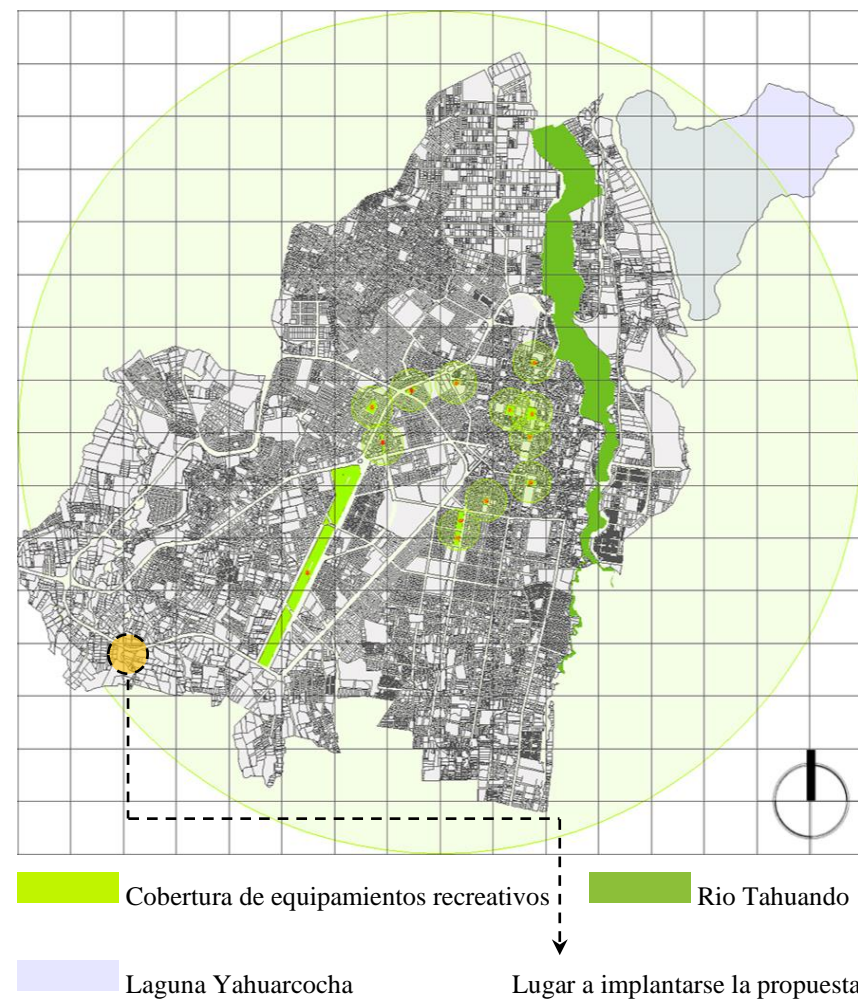 Cobertura de equipamientos recreativos
Rio Tahuando
Laguna Yahuarcocha
Lugar a implantarse la propuesta